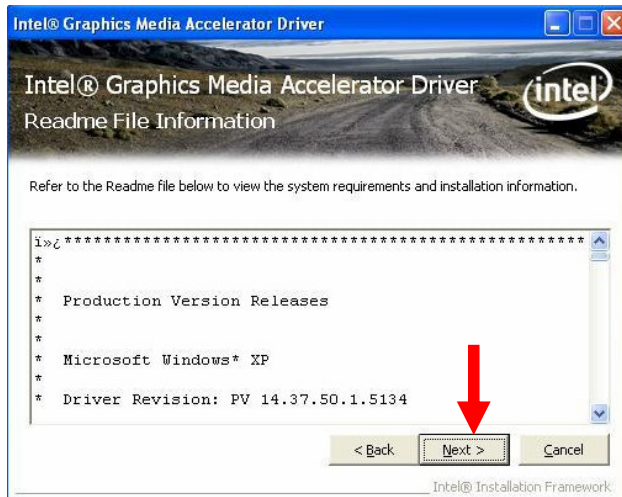 Intel® Graphics Media Accelerator Driver
Intel® Graphics Media Accelerator Driver
intel
Readme File Information
Refer to the Readme file below to view the system requirements and installation information.
ï»¿*****************************************************
*
*
* Production Version Releases
*
*
* Microsoft Windows* XP
*
* Driver Revision: PV 14.37.50.1.5134
< Back
Next >
Cancel
Intel® Installation Framework